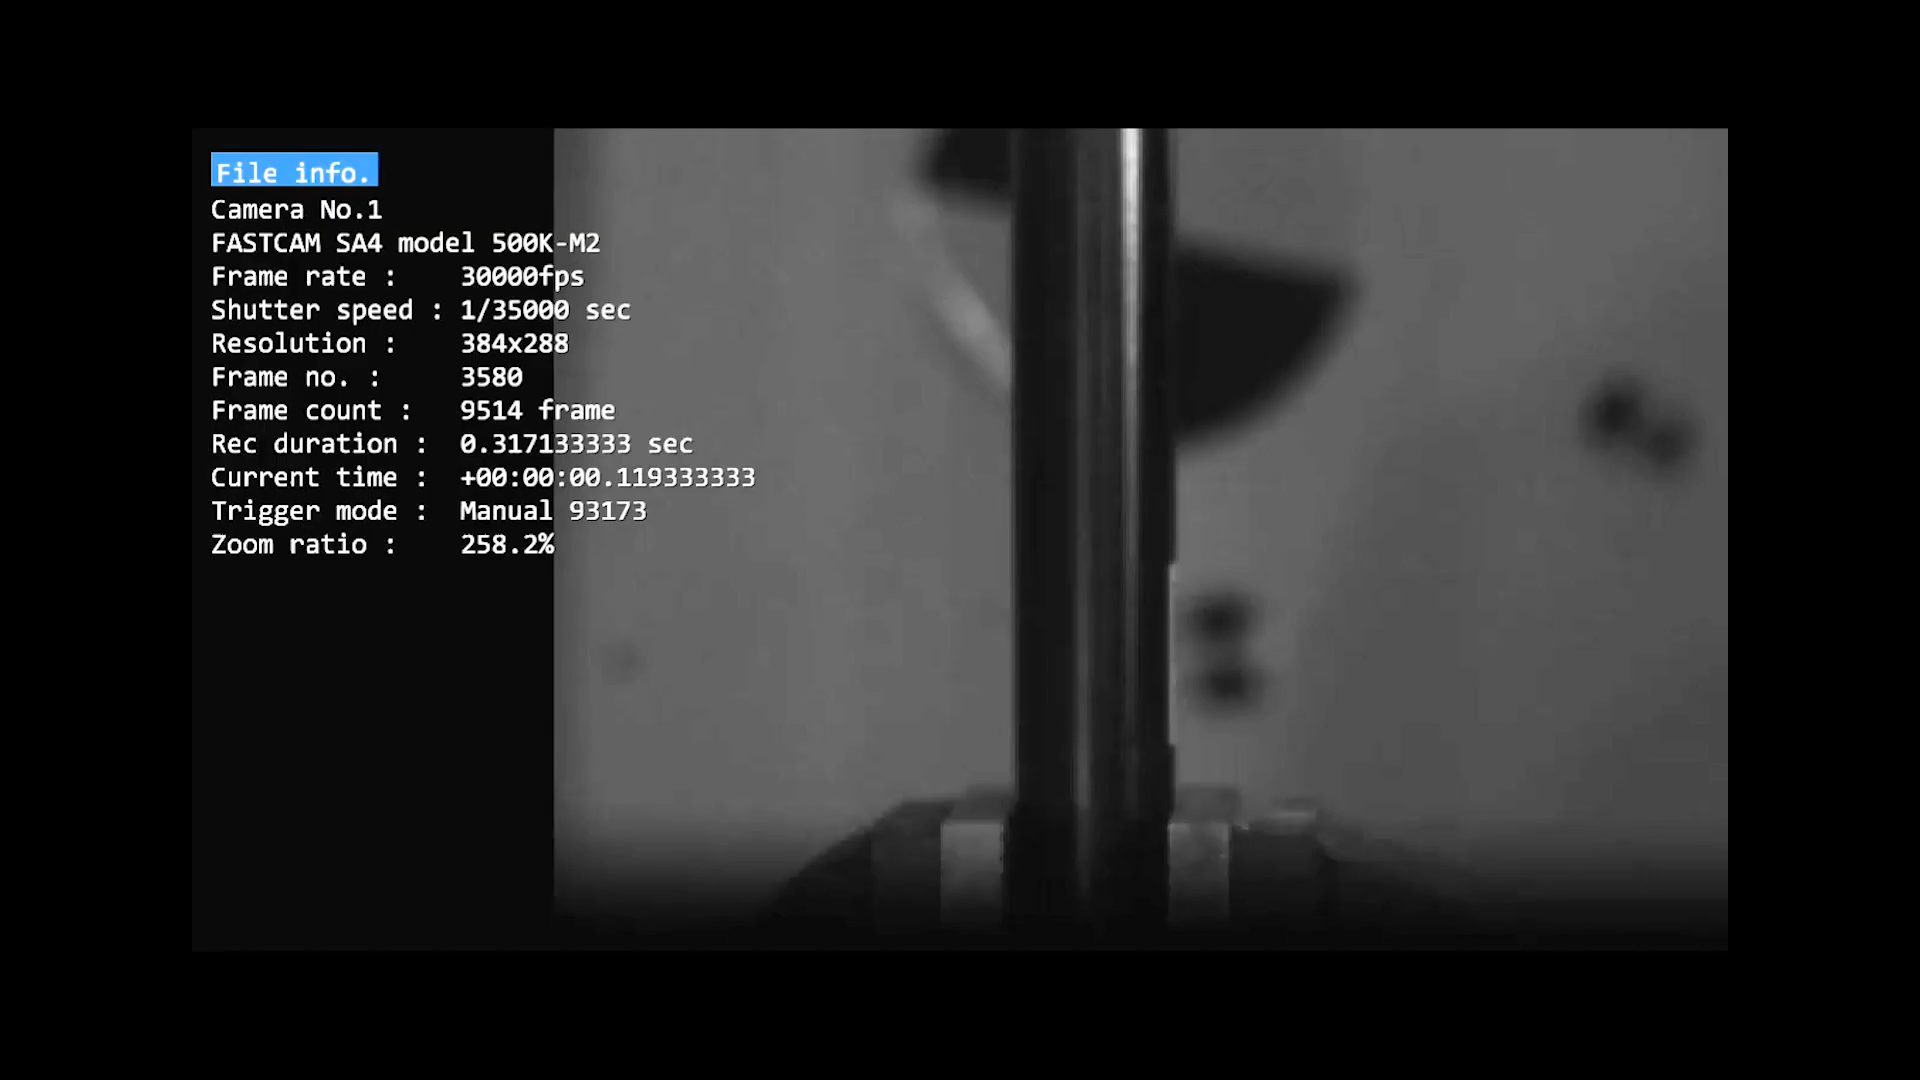 File info.
Camera No.1
FASTCAM SA4 model 500K-M2
Frame rate : 30000fps
Shutter speed : 1/35000 sec
Resolution : 384x288
Frame no. : 3580
Frame count : 9514 frame
Rec duration : 0.317133333 sec
Current time : +00:00:00.119333333
Trigger mode : Manual 93173
Zoom ratio : 258.2%